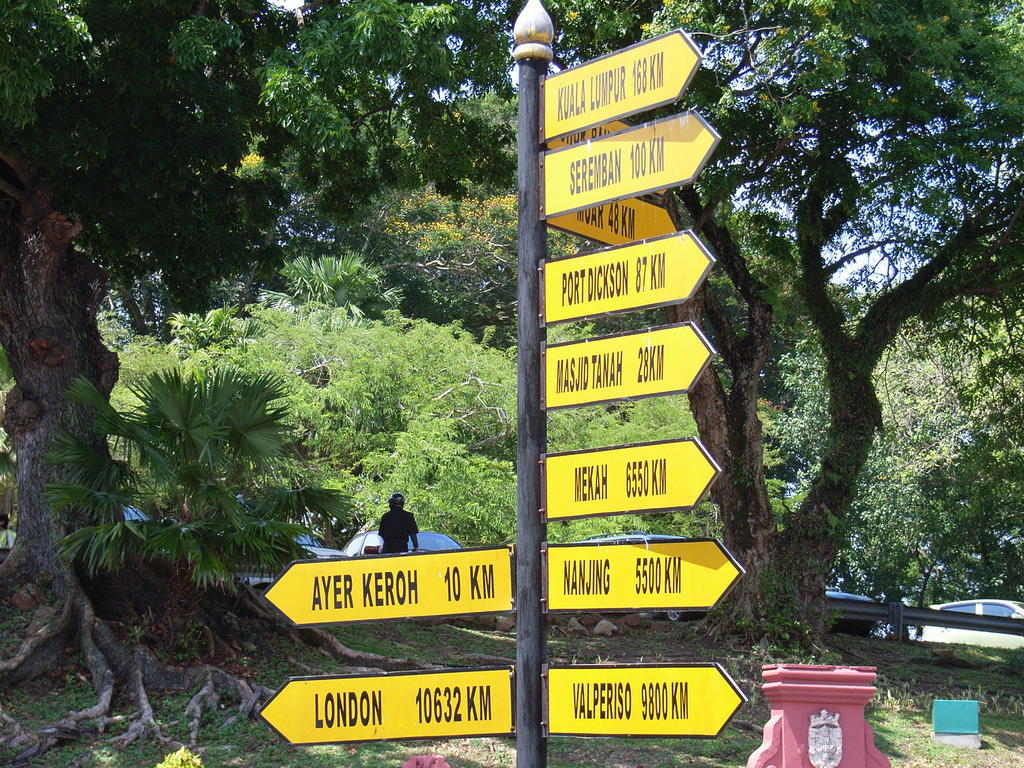 KUALA LUMPUR 168 KM
SEREMBAN 100 KM
MUAR 48 KM
PORT DICKSON 87 KM
MASJID TANAH 28KM
MEKAH 6550 KM
AYER KEROH 10 KM
NANJING 5500 KM
LONDON 10632 KM
VALPERISO 9800 KM